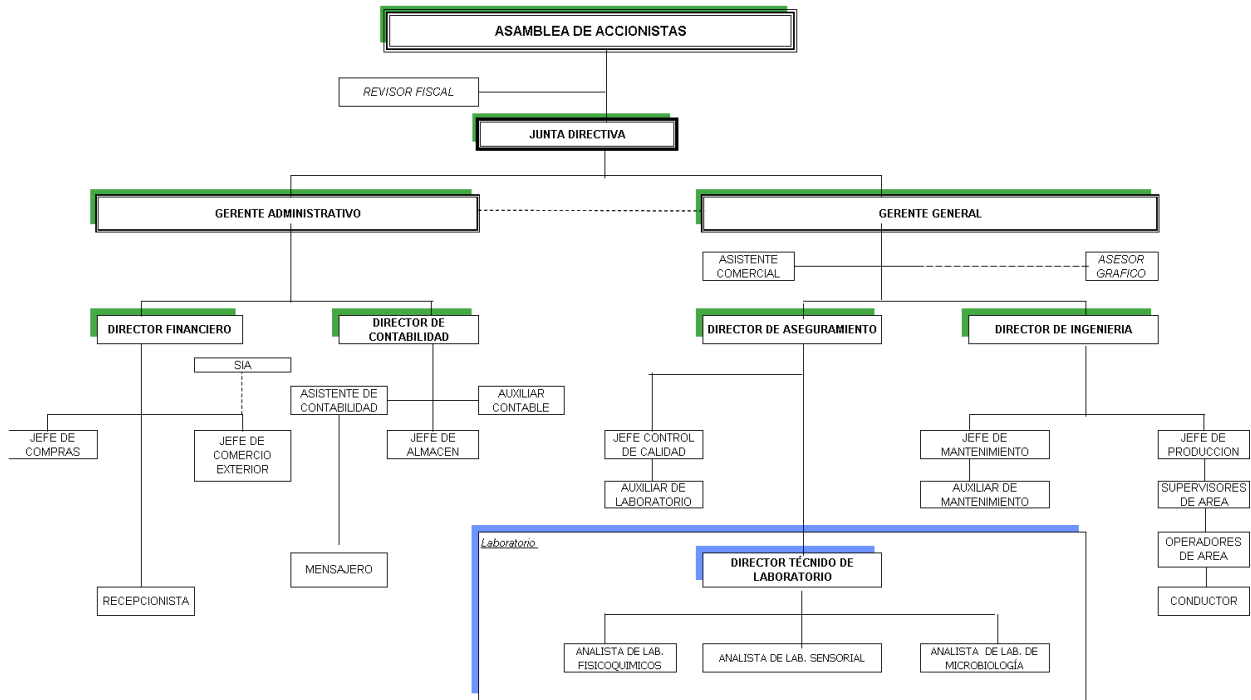 ASAMBLEA DE ACCIONISTAS
REVISOR FISCAL
JUNTA DIRECTIVA
GERENTE ADMINISTRATIVO
GERENTE GENERAL
ASISTENTE
COMERCIAL
ASESOR
GRAFICO
DIRECTOR FINANCIERO
DIRECTOR DE
CONTABILIDAD
DIRECTOR DE ASEGURAMIENTO
DIRECTOR DE INGENIERIA
SIA
ASISTENTE DE
CONTABILIDAD
AUXILIAR
CONTABLE
JEFE DE
COMPRAS
JEFE DE
COMERCIO
EXTERIOR
JEFE DE
ALMACEN
JEFE CONTROL
DE CALIDAD
JEFE DE
MANTENIMIENTO
JEFE DE
PRODUCCION
AUXILIAR DE
LABORATORIO
AUXILIAR DE
MANTENIMIENTO
SUPERVISORES
DE AREA
Laboratorio
OPERADORES
DE AREA
MENSAJERO
DIRECTOR TÉCNIDO DE
LABORATORIO
RECEPCIONISTA
CONDUCTOR
ANALISTA DE LAB.
FISICOQUIMICOS
ANALISTA DE LAB. SENSORIAL
ANALISTA DE LAB. DE
MICROBIOLOGÍA